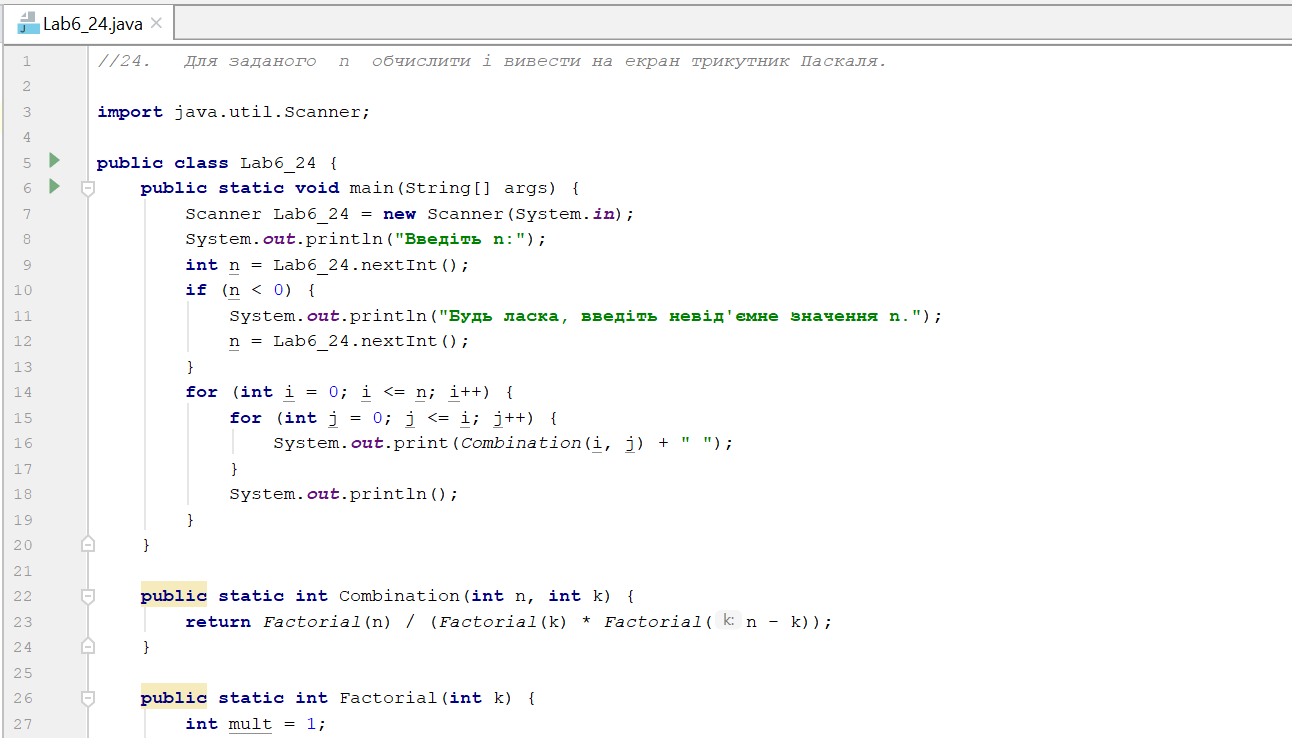 Lab6_24.java
1 //24. Для заданого n обчислити і вивести на екран трикутник Паскаля.
2
3 import java.util.Scanner;
4
5 public class Lab6_24 {
6 public static void main(String[] args) {
7 Scanner Lab6_24 = new Scanner(System.in);
8 System.out.println("Введіть n:");
9 int n = Lab6_24.nextInt();
10 if (n < 0) {
11 System.out.println("Будь ласка, введіть невід'ємне значення n.");
12 n = Lab6_24.nextInt();
13 }
14 for (int i = 0; i <= n; i++) {
15 for (int j = 0; j <= i; j++) {
16 System.out.print(Combination(i, j) + " ");
17 }
18 System.out.println();
19 }
20 }
21
22 public static int Combination(int n, int k) {
23 return Factorial(n) / (Factorial(k) * Factorial( k: n - k));
24 }
25
26 public static int Factorial(int k) {
27 int mult = 1;